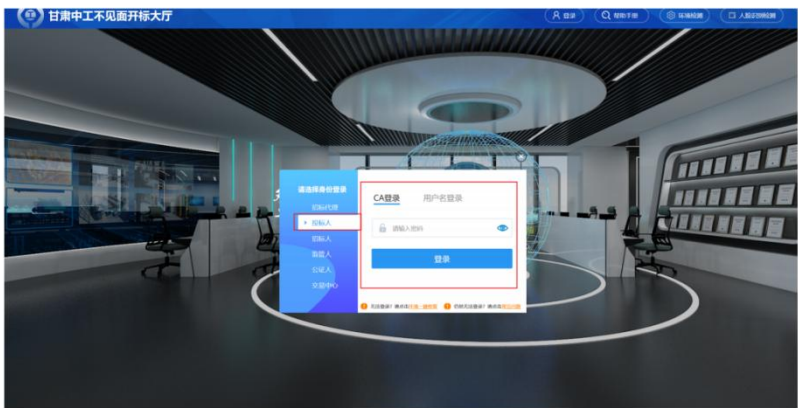 甘肃中工不见面开标大厅
登录
帮助手册
环境检测
请选择身份登录
CA登录
用户名登录
招标代理
投标人
招标人
监管人
公证人
交易中心
请输入密码
登录